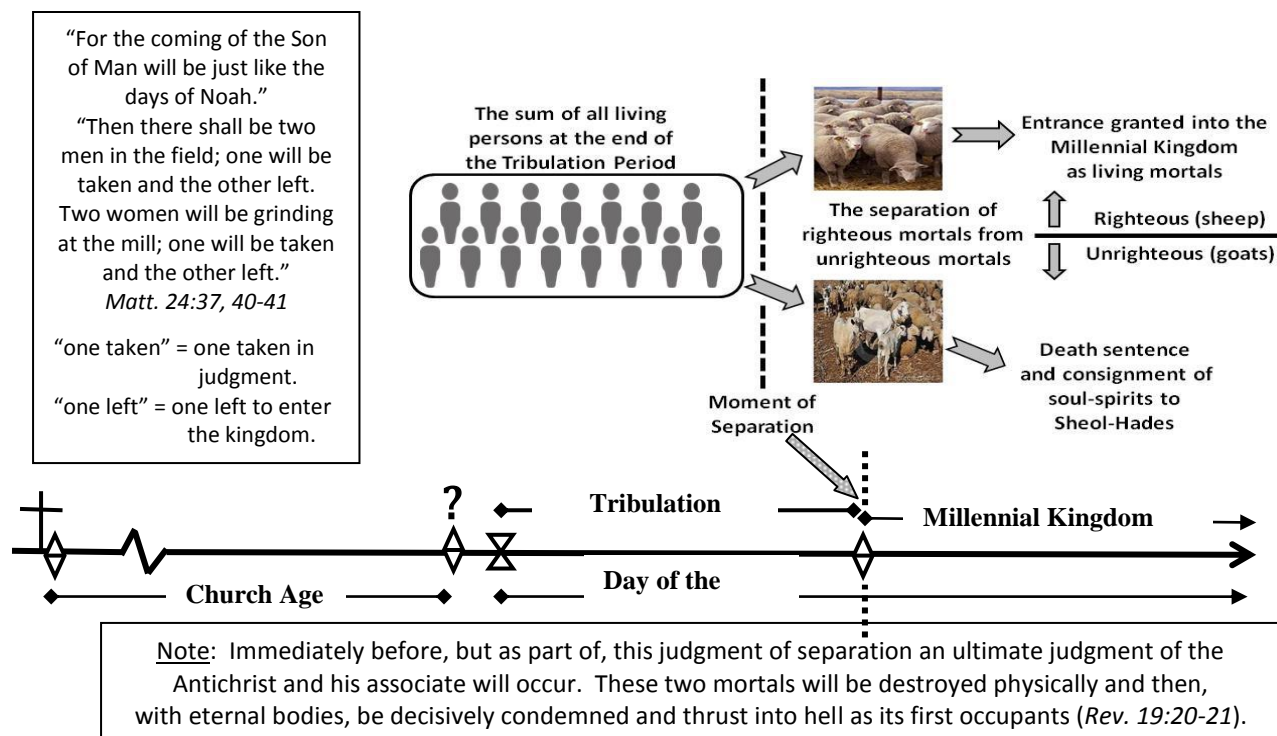 “For the coming of the Son
of Man will be just like the
days of Noah.”
“Then there shall be two
men in the field; one will be
taken and the other left.
Two women will be grinding
at the mill; one will be taken
and the other left.”
Matt. 24:37, 40-41
“one taken” = one taken in
judgment.
“one left” = one left to enter
the kingdom.
The sum of all living
persons at the end of
the Tribulation Period
Entrance granted into the
Millennial Kingdom
as living mortals
The separation of
righteous mortals from
unrighteous mortals
Righteous (sheep)
Unrighteous (goats)
Death sentence
and consignment of
soul-spirits to
Sheol-Hades
Moment of
Separation
?
Tribulation
Millennial Kingdom
Church Age
Day of the
Note: Immediately before, but as part of, this judgment of separation an ultimate judgment of the
Antichrist and his associate will occur. These two mortals will be destroyed physically and then,
with eternal bodies, be decisively condemned and thrust into hell as its first occupants (Rev. 19:20-21).